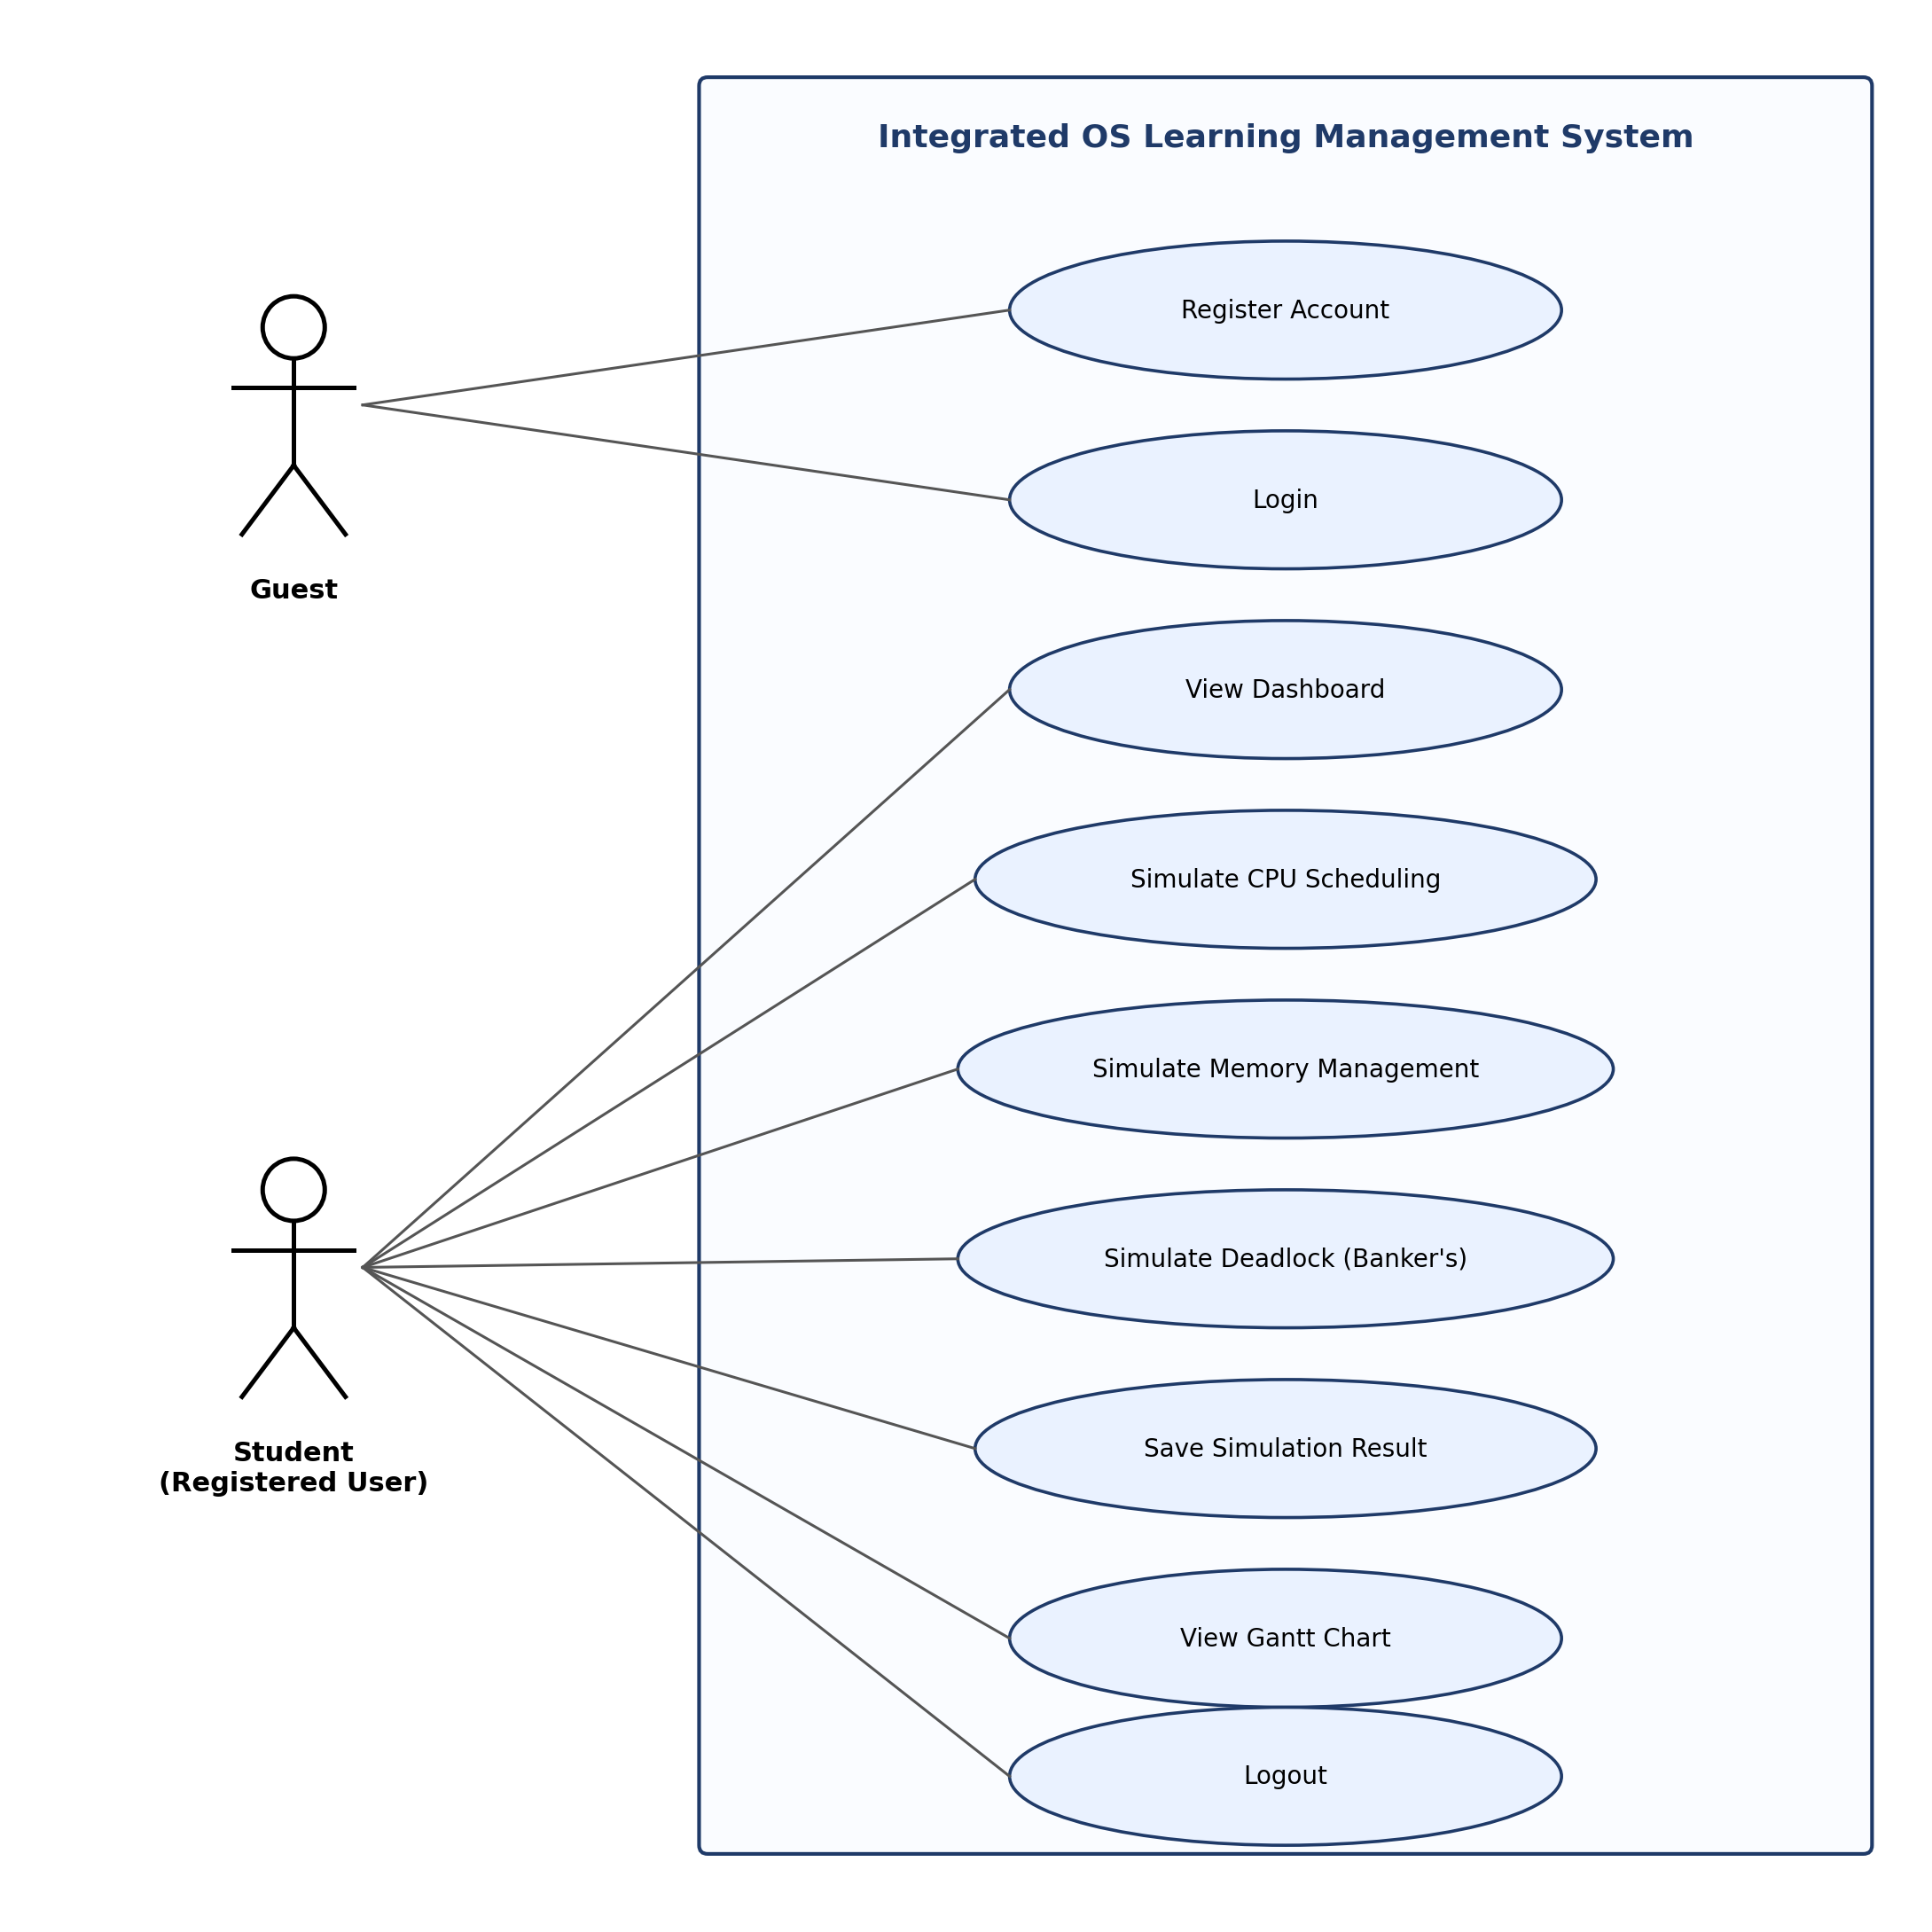 Integrated OS Learning Management System
Register Account
Login
Guest
View Dashboard
Simulate CPU Scheduling
Simulate Memory Management
Simulate Deadlock (Banker's)
Student
(Registered User)
Save Simulation Result
View Gantt Chart
Logout